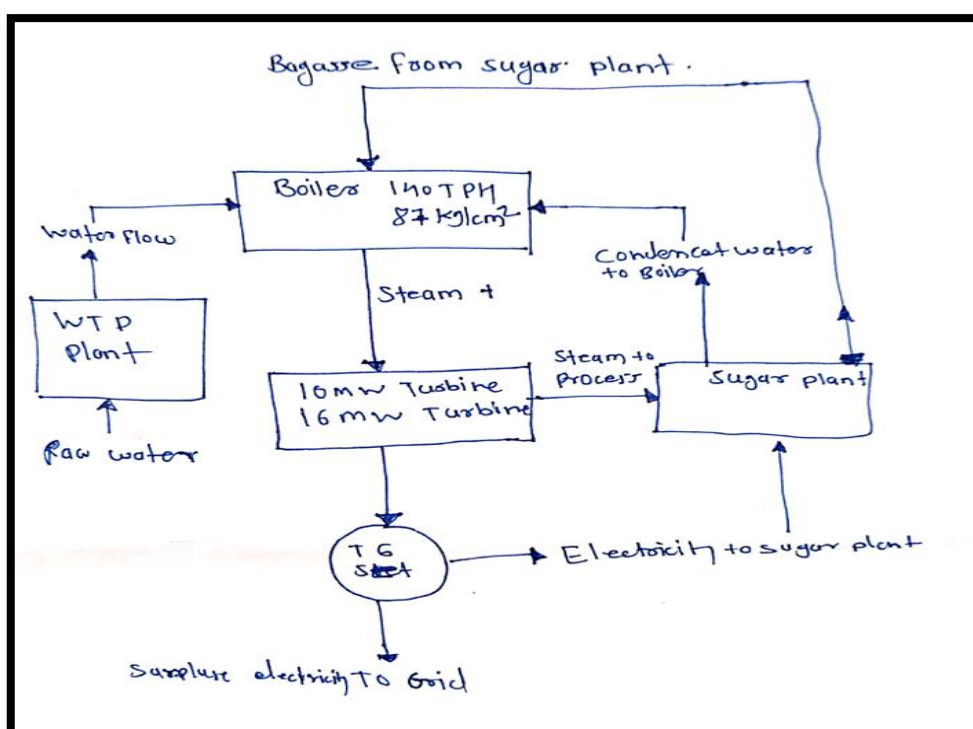 Bagasse from sugar plant.
Boiler 140 TPH
87 kg/cm²
Water flow
Condencat water
to Boiler
Steam +
WTP
Plant
Steam to
Process
Sugar plant
10 MW Turbine
16 MW Turbine
Raw water
TG
Set
Electricity to sugar plant
Surpluse electricity To Grid